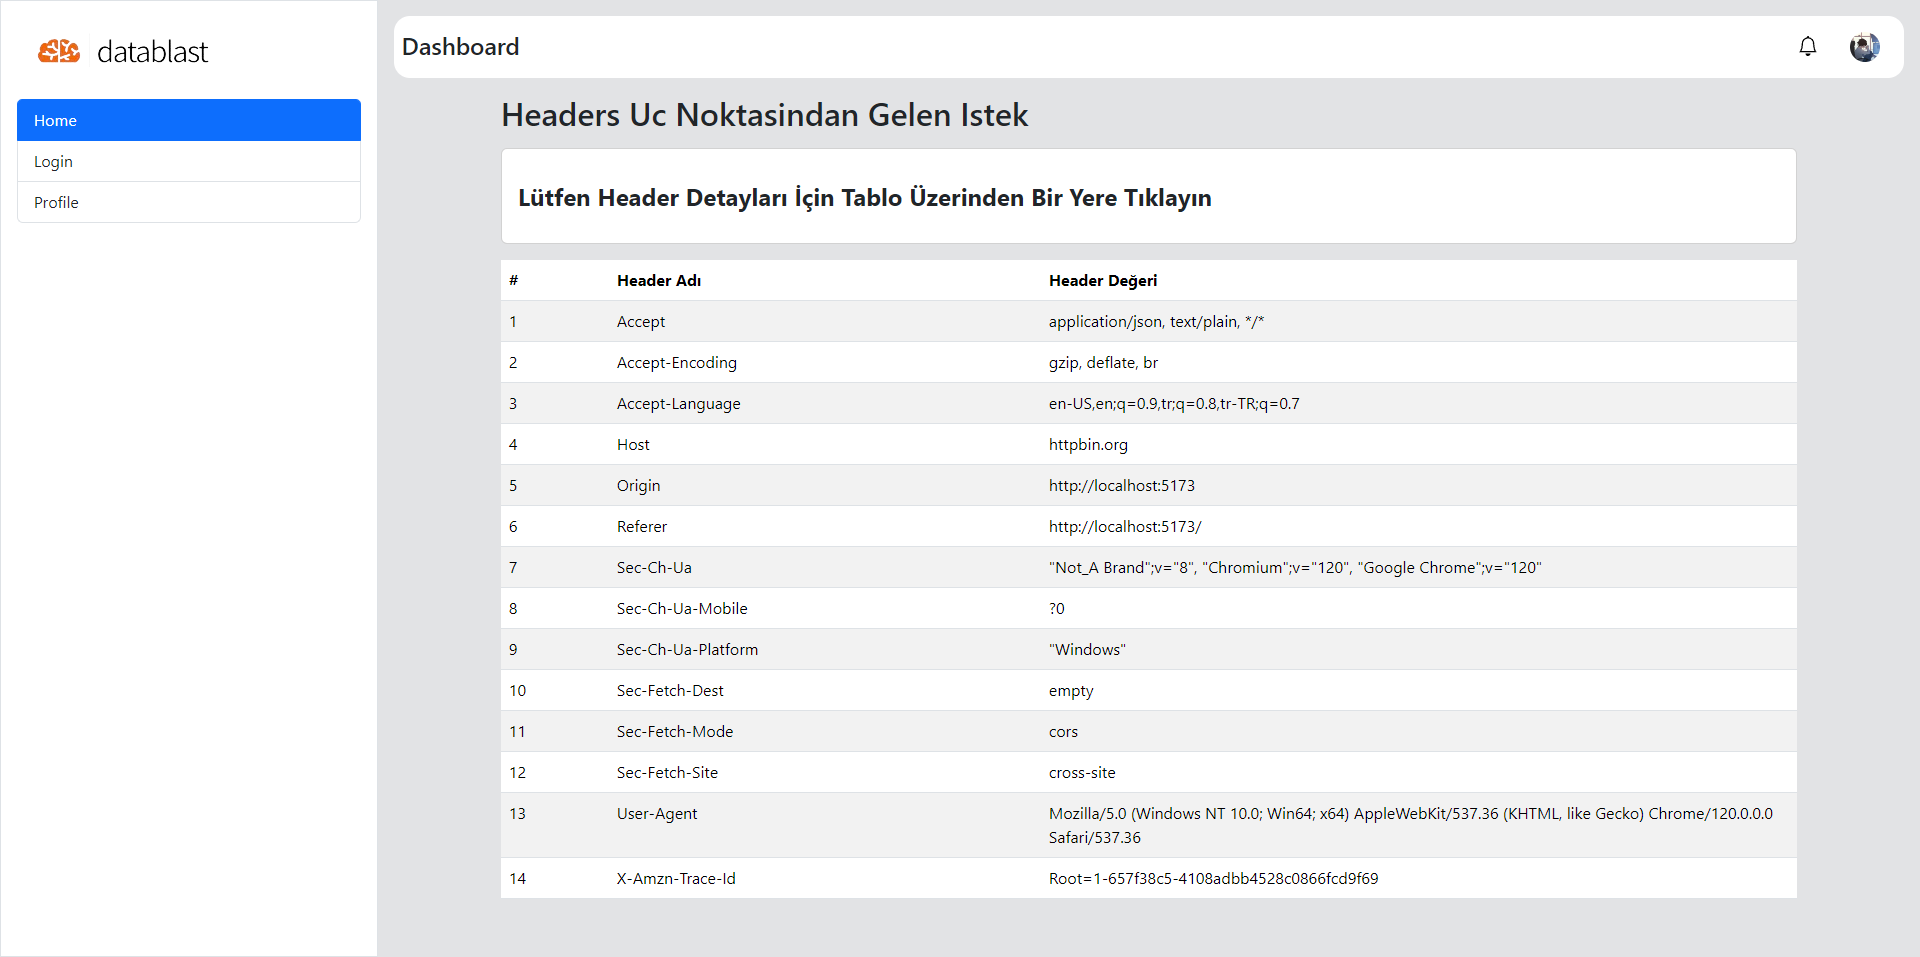 datablast
Home
Login
Profile
Dashboard
Headers Uc Noktasindan Gelen Istek
Lütfen Header Detayları İçin Tablo Üzerinden Bir Yere Tıklayın
# Header Adı Header Değeri
1 Accept application/json, text/plain, */*
2 Accept-Encoding gzip, deflate, br
3 Accept-Language en-US,en;q=0.9,tr;q=0.8,tr-TR;q=0.7
4 Host httpbin.org
5 Origin http://localhost:5173
6 Referer http://localhost:5173/
7 Sec-Ch-Ua "Not_A Brand";v="8", "Chromium";v="120", "Google Chrome";v="120"
8 Sec-Ch-Ua-Mobile ?0
9 Sec-Ch-Ua-Platform "Windows"
10 Sec-Fetch-Dest empty
11 Sec-Fetch-Mode cors
12 Sec-Fetch-Site cross-site
13 User-Agent Mozilla/5.0 (Windows NT 10.0; Win64; x64) AppleWebKit/537.36 (KHTML, like Gecko) Chrome/120.0.0.0
Safari/537.36
14 X-Amzn-Trace-Id Root=1-657f38c5-4108adbb4528c0866fcd9f69